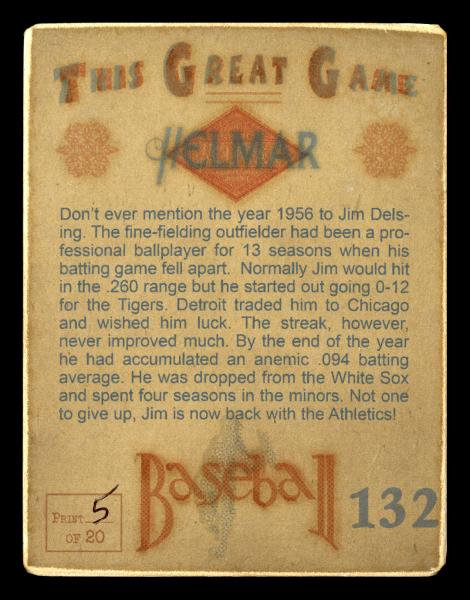 THIS GREAT GAME
HELMAR
Don't ever mention the year 1956 to Jim Dels-
ing. The fine-fielding outfielder had been a pro-
fessional ballplayer for 13 seasons when his
batting game fell apart. Normally Jim would hit
in the .260 range but he started out going 0-12
for the Tigers. Detroit traded him to Chicago
and wished him luck. The streak, however,
never improved much. By the end of the year
he had accumulated an anemic .094 batting
average. He was dropped from the White Sox
and spent four seasons in the minors. Not one
to give up, Jim is now back with the Athletics!
Baseball
132
PRINT 5
OF 20